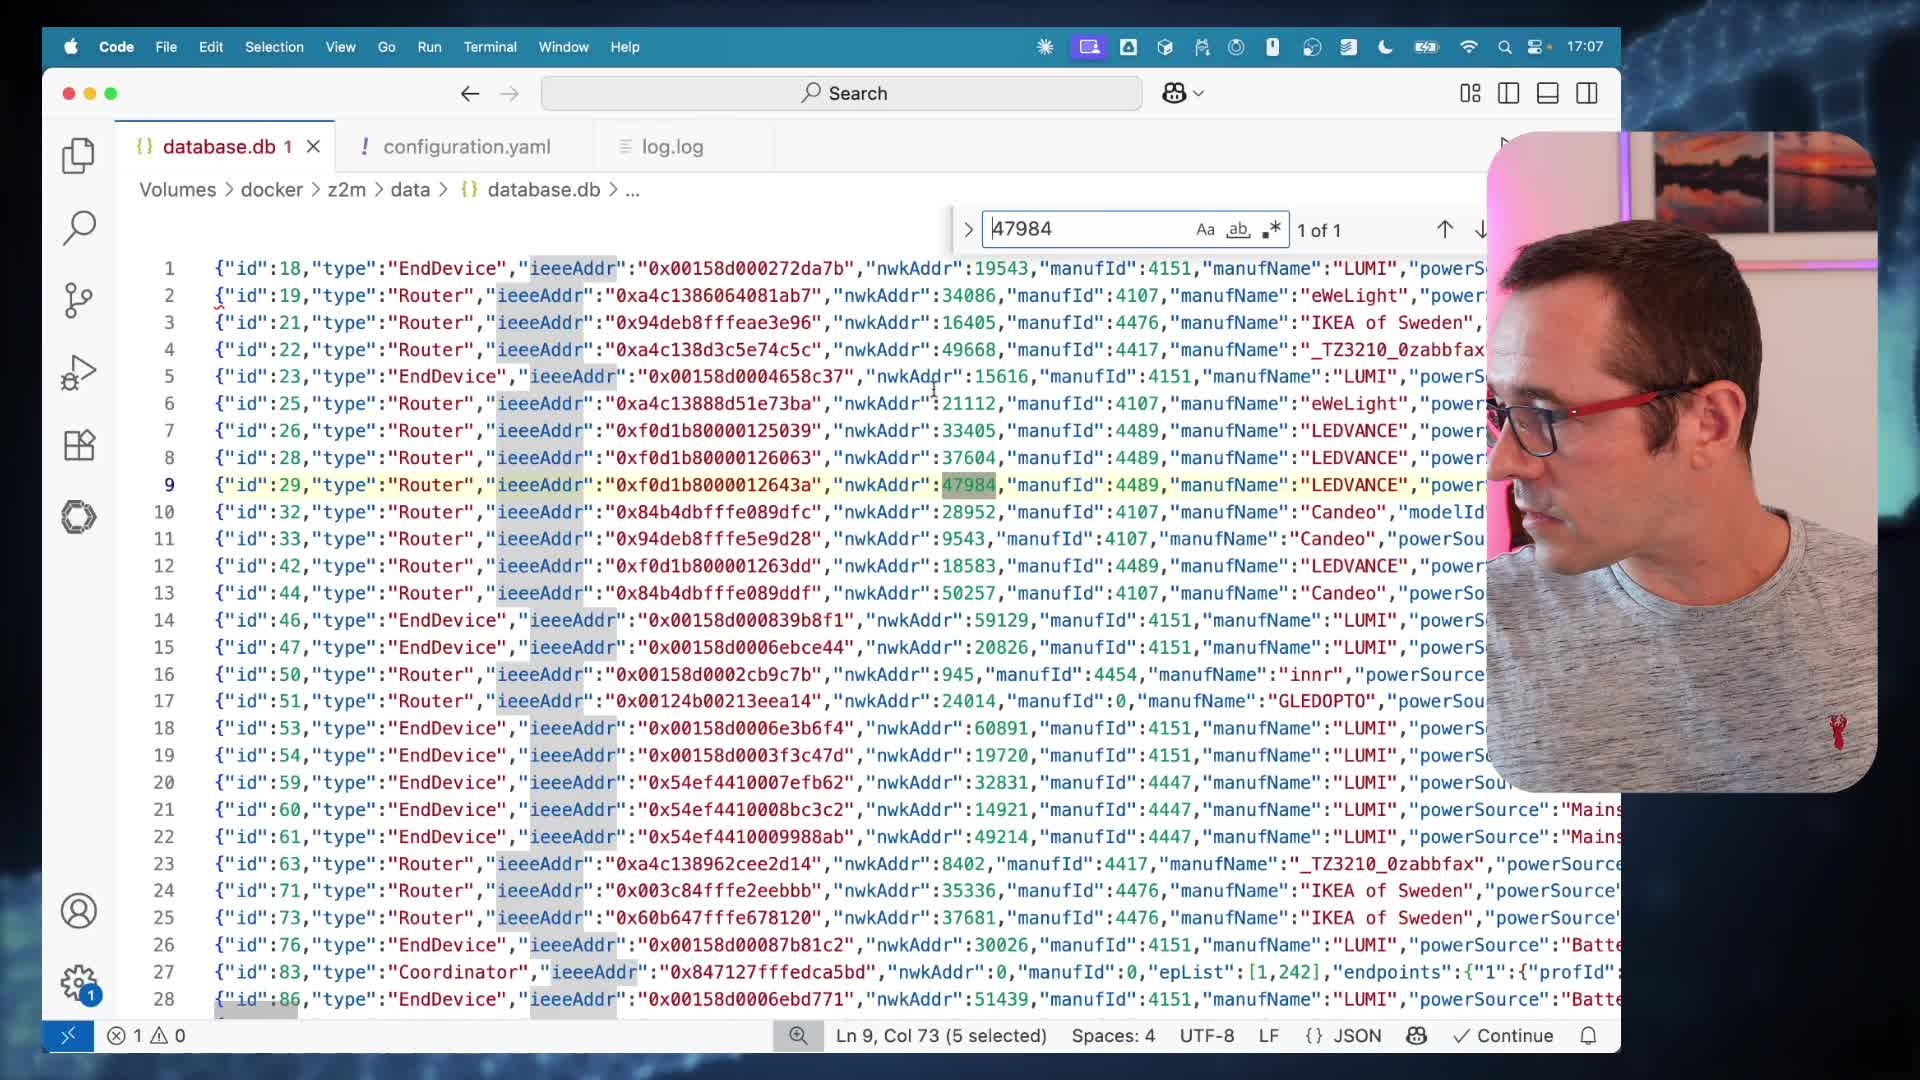 Code File Edit Selection View Go Run Terminal Window Help 17:07
Search
{} database.db 1 ! configuration.yaml log.log
Volumes > docker > z2m > data > {} database.db > ...
47984 Aa ab .* 1 of 1
1 {"id":18,"type":"EndDevice","ieeeAddr":"0x00158d000272da7b","nwkAddr":19543,"manufId":4151,"manufName":"LUMI","powerS
2 {"id":19,"type":"Router","ieeeAddr":"0xa4c1386064081ab7","nwkAddr":34086,"manufId":4107,"manufName":"eWeLight","power
3 {"id":21,"type":"Router","ieeeAddr":"0x94deb8fffeae3e96","nwkAddr":16405,"manufId":4476,"manufName":"IKEA of Sweden",
4 {"id":22,"type":"Router","ieeeAddr":"0xa4c138d3c5e74c5c","nwkAddr":49668,"manufId":4417,"manufName":"_TZ3210_0zabbfax"
5 {"id":23,"type":"EndDevice","ieeeAddr":"0x00158d0004658c37","nwkAddr":15616,"manufId":4151,"manufName":"LUMI","powerS
6 {"id":25,"type":"Router","ieeeAddr":"0xa4c13888d51e73ba","nwkAddr":21112,"manufId":4107,"manufName":"eWeLight","power
7 {"id":26,"type":"Router","ieeeAddr":"0xf0d1b80000125039","nwkAddr":33405,"manufId":4489,"manufName":"LEDVANCE","power
8 {"id":28,"type":"Router","ieeeAddr":"0xf0d1b80000126063","nwkAddr":37604,"manufId":4489,"manufName":"LEDVANCE","power
9 {"id":29,"type":"Router","ieeeAddr":"0xf0d1b8000012643a","nwkAddr":47984,"manufId":4489,"manufName":"LEDVANCE","power
10 {"id":32,"type":"Router","ieeeAddr":"0x84b4dbfffe089dfc","nwkAddr":28952,"manufId":4107,"manufName":"Candeo","modelId
11 {"id":33,"type":"Router","ieeeAddr":"0x94deb8fffe5e9d28","nwkAddr":9543,"manufId":4107,"manufName":"Candeo","powerSou
12 {"id":42,"type":"Router","ieeeAddr":"0xf0d1b800001263dd","nwkAddr":18583,"manufId":4489,"manufName":"LEDVANCE","power
13 {"id":44,"type":"Router","ieeeAddr":"0x84b4dbfffe089ddf","nwkAddr":50257,"manufId":4107,"manufName":"Candeo","powerSo
14 {"id":46,"type":"EndDevice","ieeeAddr":"0x00158d000839b8f1","nwkAddr":59129,"manufId":4151,"manufName":"LUMI","powerS
15 {"id":47,"type":"EndDevice","ieeeAddr":"0x00158d0006ebce44","nwkAddr":20826,"manufId":4151,"manufName":"LUMI","powerS
16 {"id":50,"type":"Router","ieeeAddr":"0x00158d0002cb9c7b","nwkAddr":945,"manufId":4454,"manufName":"innr","powerSource
17 {"id":51,"type":"Router","ieeeAddr":"0x00124b00213eea14","nwkAddr":24014,"manufId":0,"manufName":"GLEDOPTO","powerSou
18 {"id":53,"type":"EndDevice","ieeeAddr":"0x00158d0006e3b6f4","nwkAddr":60891,"manufId":4151,"manufName":"LUMI","powerS
19 {"id":54,"type":"EndDevice","ieeeAddr":"0x00158d0003f3c47d","nwkAddr":19720,"manufId":4151,"manufName":"LUMI","powerS
20 {"id":59,"type":"EndDevice","ieeeAddr":"0x54ef4410007efb62","nwkAddr":32831,"manufId":4447,"manufName":"LUMI","powerSour
21 {"id":60,"type":"EndDevice","ieeeAddr":"0x54ef4410008bc3c2","nwkAddr":14921,"manufId":4447,"manufName":"LUMI","powerSource":"Mains
22 {"id":61,"type":"EndDevice","ieeeAddr":"0x54ef4410009988ab","nwkAddr":49214,"manufId":4447,"manufName":"LUMI","powerSource":"Mains
23 {"id":63,"type":"Router","ieeeAddr":"0xa4c138962cee2d14","nwkAddr":8402,"manufId":4417,"manufName":"_TZ3210_0zabbfax","powerSource
24 {"id":71,"type":"Router","ieeeAddr":"0x003c84fffe2eebbb","nwkAddr":35336,"manufId":4476,"manufName":"IKEA of Sweden","powerSource"
25 {"id":73,"type":"Router","ieeeAddr":"0x60b647fffe678120","nwkAddr":37681,"manufId":4476,"manufName":"IKEA of Sweden","powerSource"
26 {"id":76,"type":"EndDevice","ieeeAddr":"0x00158d00087b81c2","nwkAddr":30026,"manufId":4151,"manufName":"LUMI","powerSource":"Batte
27 {"id":83,"type":"Coordinator","ieeeAddr":"0x847127fffedca5bd","nwkAddr":0,"manufId":0,"epList":[1,242],"endpoints":{"1":{"profId":
28 {"id":86,"type":"EndDevice","ieeeAddr":"0x00158d0006ebd771","nwkAddr":51439,"manufId":4151,"manufName":"LUMI","powerSource":"Batte
1
1 0 Ln 9, Col 73 (5 selected) Spaces: 4 UTF-8 LF {} JSON Continue